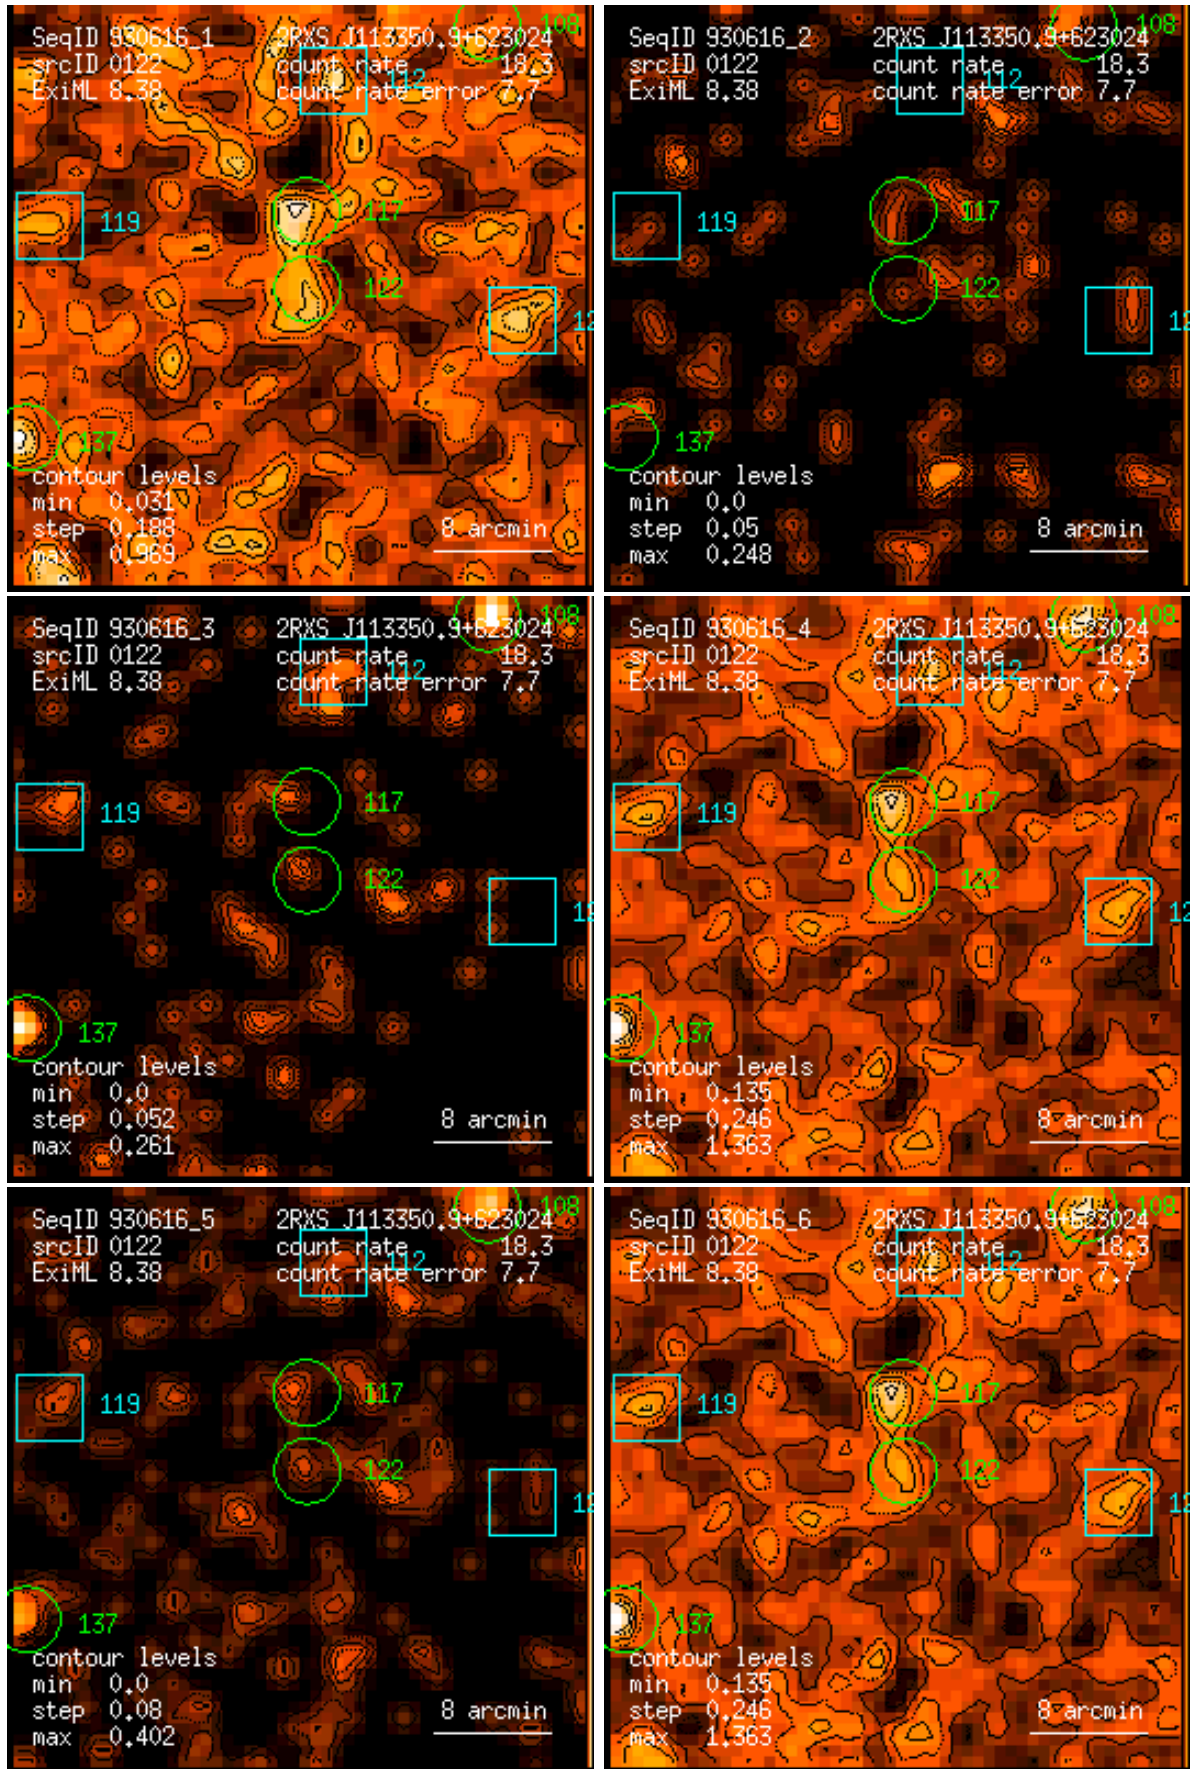 108
SeqID 930616_1 2RXS J113350.9+623024
srcID 0122 count rate 18.3
112
ExiML 8.38 count rate error 7.7
117
119
122
12
137
contour levels
min 0.031
step 0.188
max 0.969
8 arcmin
108
SeqID 930616_2 2RXS J113350.9+623024
srcID 0122 count rate 18.3
112
ExiML 8.38 count rate error 7.7
117
119
122
12
137
contour levels
min 0.0
step 0.05
max 0.248
8 arcmin
108
SeqID 930616_3 2RXS J113350.9+623024
srcID 0122 count rate 18.3
112
ExiML 8.38 count rate error 7.7
117
119
122
12
137
contour levels
min 0.0
step 0.052
max 0.261
8 arcmin
108
SeqID 930616_4 2RXS J113350.9+623024
srcID 0122 count rate 18.3
112
ExiML 8.38 count rate error 7.7
117
119
122
12
137
contour levels
min 0.135
step 0.246
max 1.363
8 arcmin
108
SeqID 930616_5 2RXS J113350.9+623024
srcID 0122 count rate 18.3
112
ExiML 8.38 count rate error 7.7
117
119
122
12
137
contour levels
min 0.0
step 0.08
max 0.402
8 arcmin
108
SeqID 930616_6 2RXS J113350.9+623024
srcID 0122 count rate 18.3
112
ExiML 8.38 count rate error 7.7
117
119
122
12
137
contour levels
min 0.135
step 0.246
max 1.363
8 arcmin